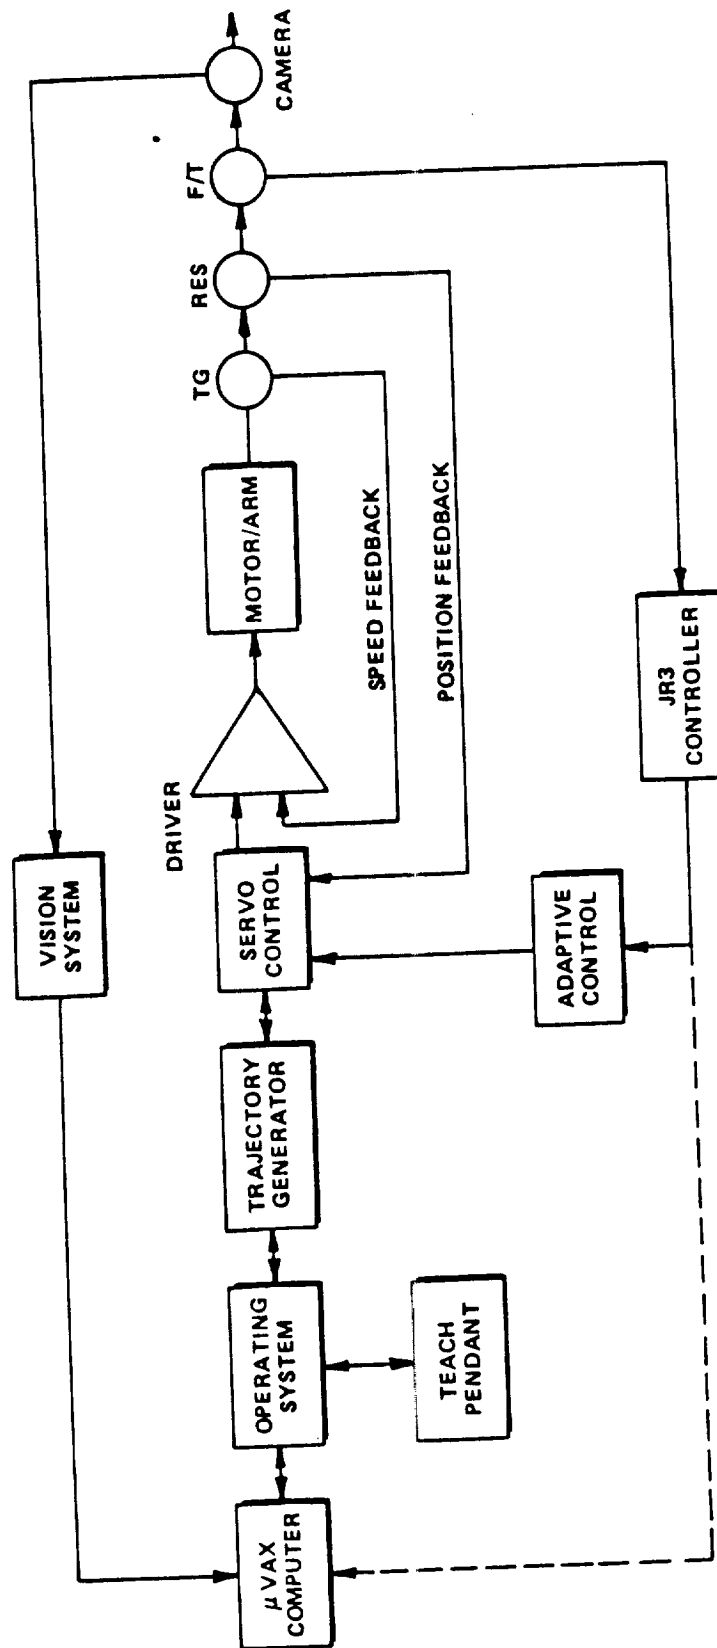 CAMERA
F/T
RES
TG
MOTOR/ARM
SPEED FEEDBACK
POSITION FEEDBACK
DRIVER
VISION
SYSTEM
SERVO
CONTROL
JR3
CONTROLLER
ADAPTIVE
CONTROL
TRAJECTORY
GENERATOR
OPERATING
SYSTEM
TEACH
PENDANT
μVAX
COMPUTER